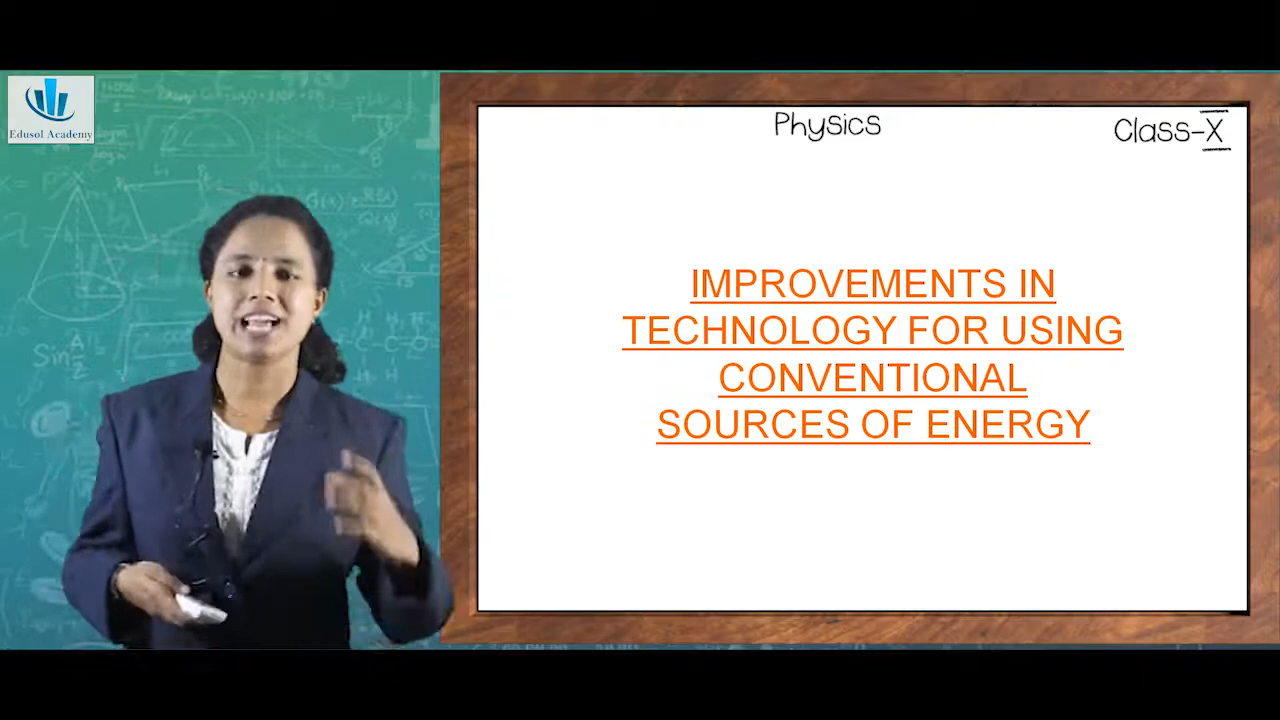 Edusol Academy
Physics
Class-X
IMPROVEMENTS IN
TECHNOLOGY FOR USING
CONVENTIONAL
SOURCES OF ENERGY